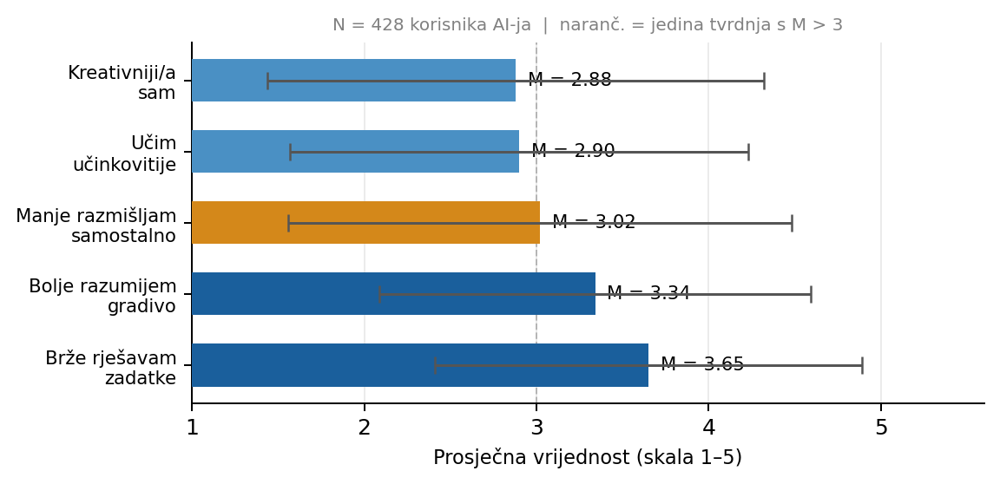 N = 428 korisnika AI-ja | naranč. = jedina tvrdnja s M > 3
Kreativniji/a
sam
M = 2.88
Učim
učinkovitije
M = 2.90
Manje razmišljam
samostalno
M = 3.02
Bolje razumijem
gradivo
M = 3.34
Brže rješavam
zadatke
M = 3.65
1 2 3 4 5
Prosječna vrijednost (skala 1–5)